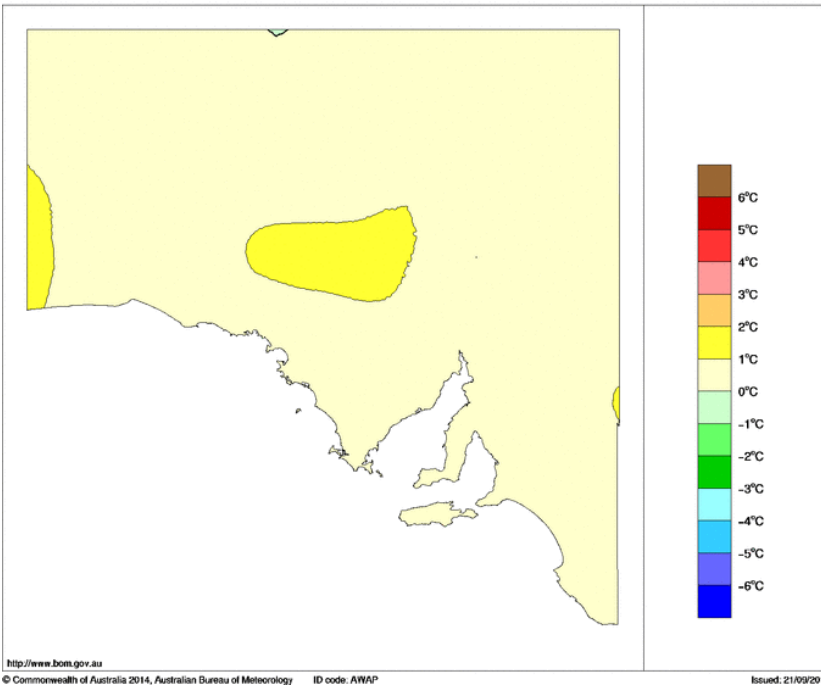 6°C
5°C
4°C
3°C
2°C
1°C
0°C
-1°C
-2°C
-3°C
-4°C
-5°C
-6°C
http://www.bom.gov.au
© Commonwealth of Australia 2014, Australian Bureau of Meteorology ID code: AWAP Issued: 21/09/20